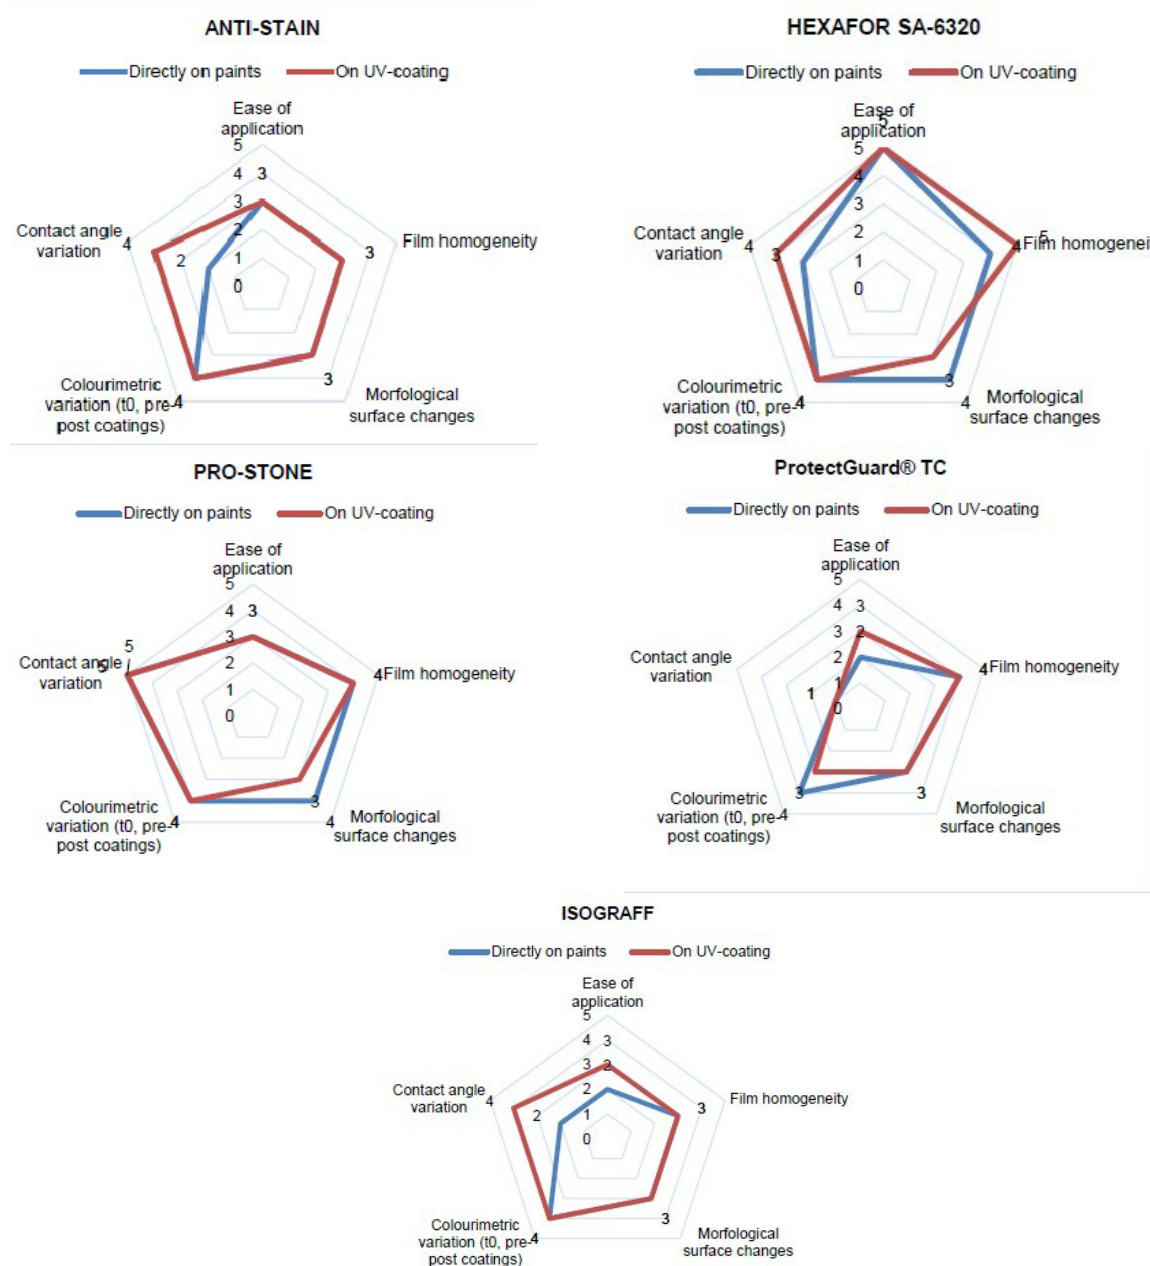 ANTI-STAIN
Directly on paints
On UV-coating
Ease of
application
5
4
3
2
1
0
3
Film homogeneity
3
Morfological
surface changes
3
Colourimetric
variation (t0, pre-
post coatings)
4
Contact angle
variation
4
2
HEXAFOR SA-6320
Directly on paints
On UV-coating
Ease of
application
5
5
4
3
2
1
0
Film homogenei
4
5
Morfological
surface changes
3
4
Colourimetric
variation (t0, pre-
post coatings)
4
Contact angle
variation
4
3
PRO-STONE
Directly on paints
On UV-coating
Ease of
application
5
4
3
2
1
0
3
Film homogeneity
4
Morfological
surface changes
3
4
Colourimetric
variation (t0, pre-
post coatings)
4
Contact angle
variation
5
5
ProtectGuard® TC
Directly on paints
On UV-coating
Ease of
application
5
4
3
2
1
0
3
2
Film homogeneity
4
Morfological
surface changes
3
Colourimetric
variation (t0, pre-
post coatings)
3
4
Contact angle
variation
1
ISOGRAFF
Directly on paints
On UV-coating
Ease of
application
5
4
3
2
1
0
3
2
Film homogeneity
3
Morfological
surface changes
3
Colourimetric
variation (t0, pre-
post coatings)
4
Contact angle
variation
4
2